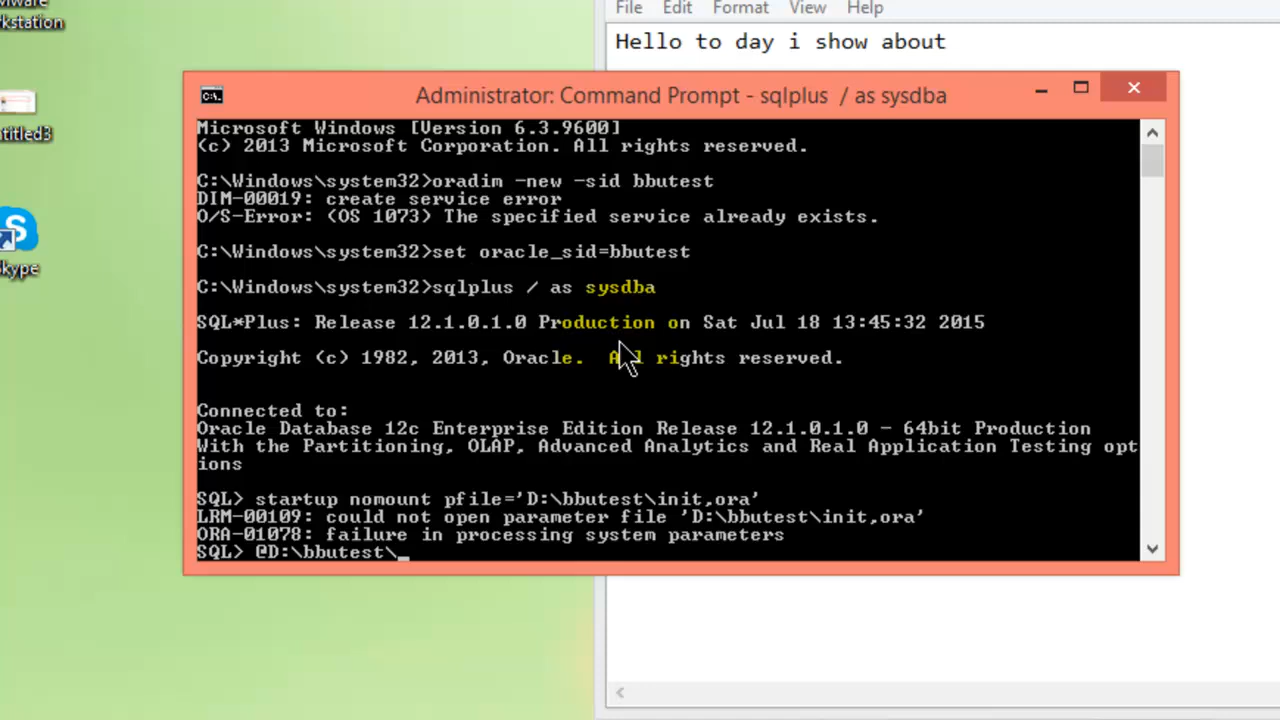 kstation
File Edit Format View Help
Hello to day i show about
Administrator: Command Prompt - sqlplus / as sysdba
Microsoft Windows [Version 6.3.9600]
(c) 2013 Microsoft Corporation. All rights reserved.
C:\Windows\system32>oradim -new -sid bbutest
DIM-00019: create service error
O/S-Error: (OS 1073) The specified service already exists.
C:\Windows\system32>set oracle_sid=bbutest
C:\Windows\system32>sqlplus / as sysdba
SQL*Plus: Release 12.1.0.1.0 Production on Sat Jul 18 13:45:32 2015
Copyright (c) 1982, 2013, Oracle. All rights reserved.
Connected to:
Oracle Database 12c Enterprise Edition Release 12.1.0.1.0 - 64bit Production
With the Partitioning, OLAP, Advanced Analytics and Real Application Testing opt
ions
SQL> startup nomount pfile='D:\bbutest\init,ora'
LRM-00109: could not open parameter file 'D:\bbutest\init,ora'
ORA-01078: failure in processing system parameters
SQL> @D:\bbutest\_
titled3
kype